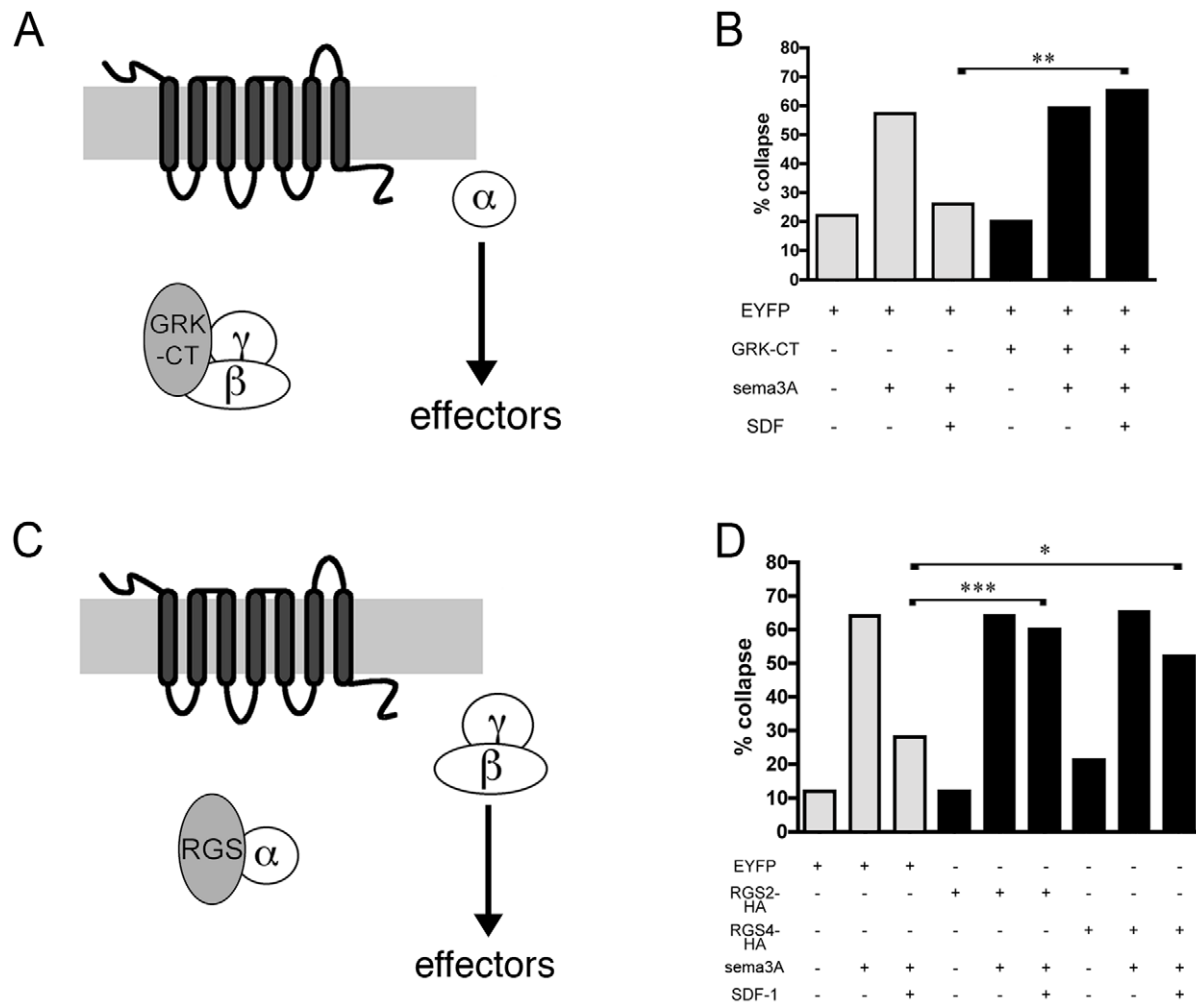 A
α
GRK
-CT
γ
β
effectors
B
% collapse
80
70
60
50
40
30
20
10
0
**
EYFP + + + + + +
GRK-CT - - - + + +
sema3A - + + - + +
SDF - - + - - +
C
γ
β
RGS α
effectors
D
% collapse
80
70
60
50
40
30
20
10
0
*
***
EYFP + + + - - - - - -
RGS2-
HA - - - + + + - - -
RGS4-
HA - - - - - - + + +
sema3A - + + - + + - + +
SDF-1 - - + - - + - - +